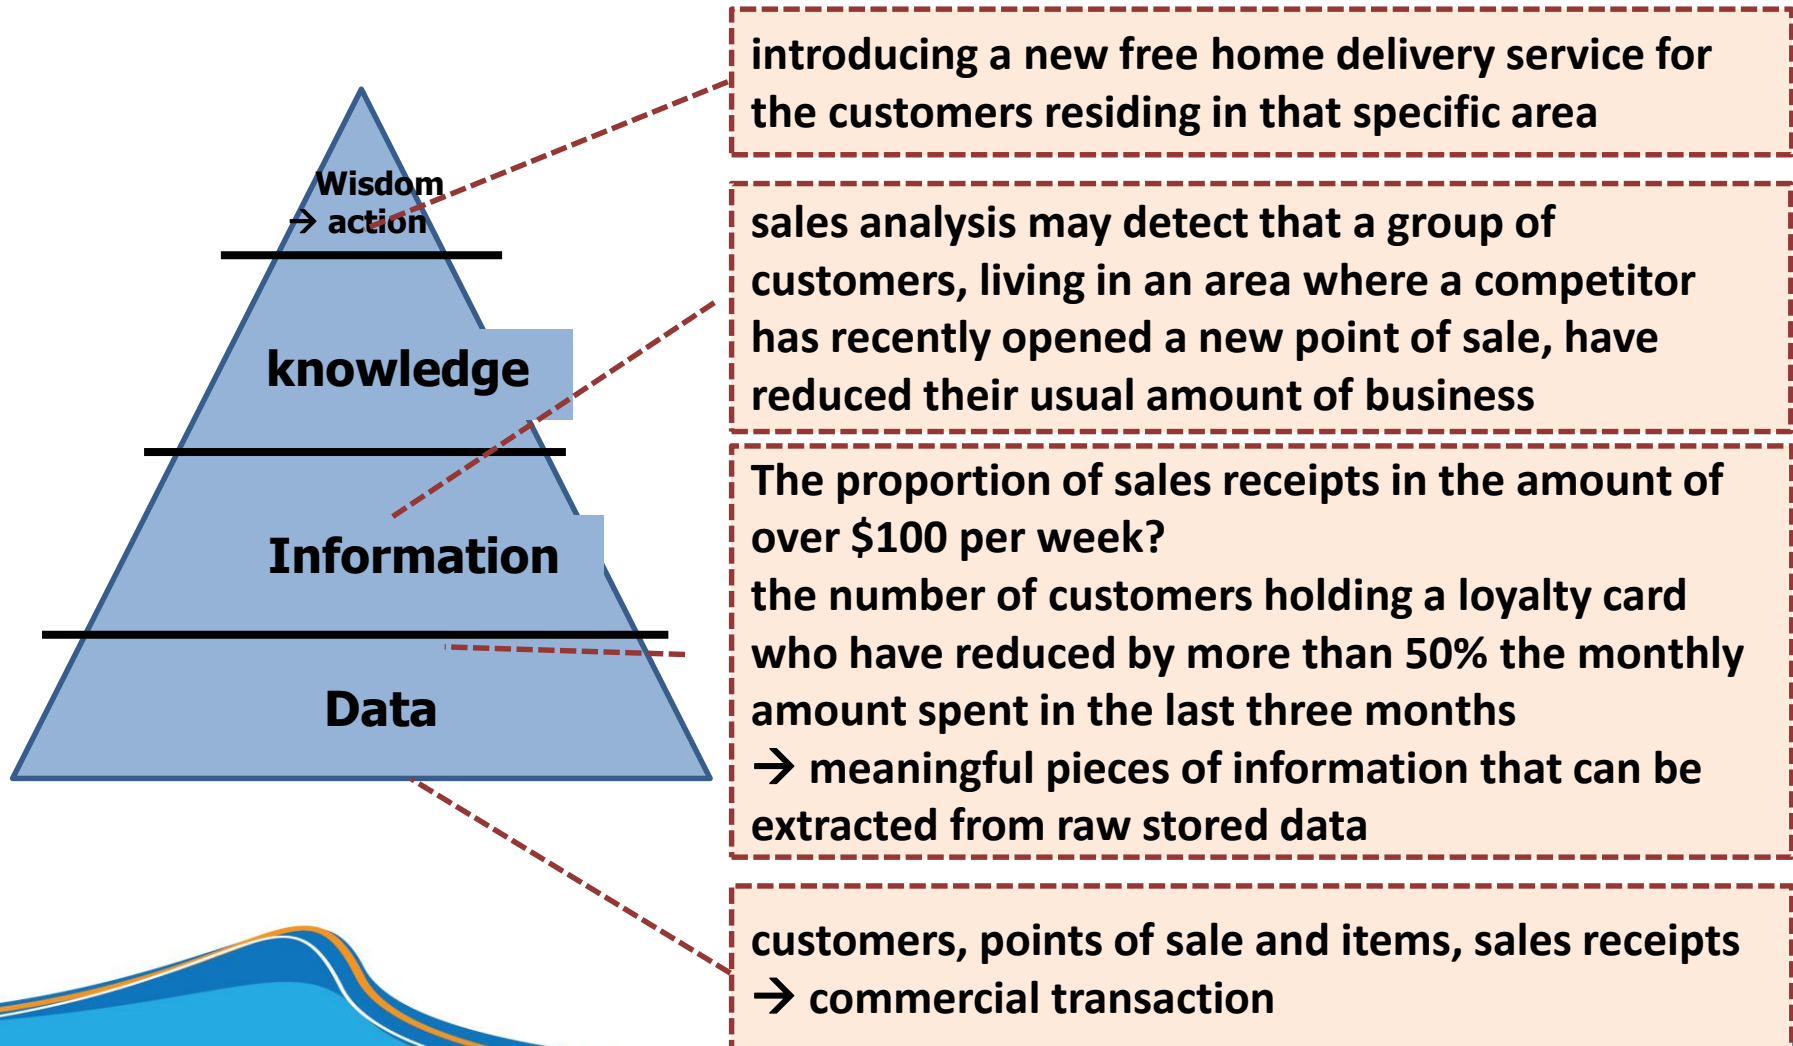 Wisdom
→ action
knowledge
Information
Data
introducing a new free home delivery service for
the customers residing in that specific area
sales analysis may detect that a group of
customers, living in an area where a competitor
has recently opened a new point of sale, have
reduced their usual amount of business
The proportion of sales receipts in the amount of
over $100 per week?
the number of customers holding a loyalty card
who have reduced by more than 50% the monthly
amount spent in the last three months
→ meaningful pieces of information that can be
extracted from raw stored data
customers, points of sale and items, sales receipts
→ commercial transaction